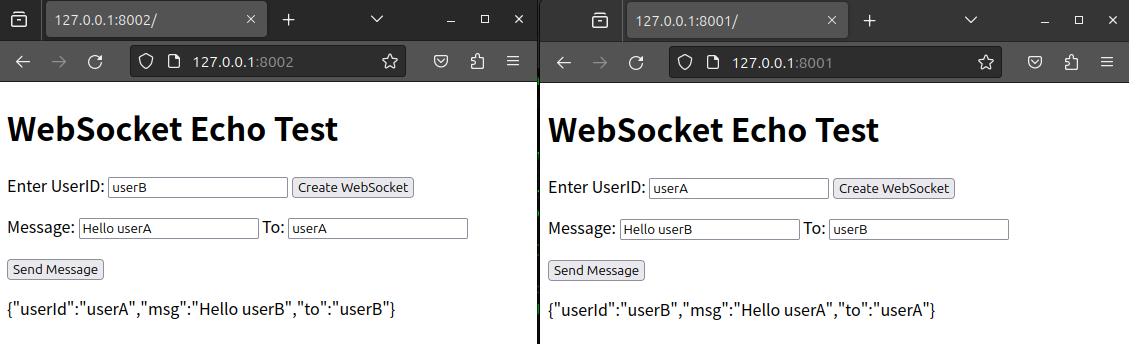 127.0.0.1:8002/
127.0.0.1:8002
WebSocket Echo Test
Enter UserID: userB Create WebSocket
Message: Hello userA To: userA
Send Message
{"userId":"userA","msg":"Hello userB","to":"userB"}
127.0.0.1:8001/
127.0.0.1:8001
WebSocket Echo Test
Enter UserID: userA Create WebSocket
Message: Hello userB To: userB
Send Message
{"userId":"userB","msg":"Hello userA","to":"userA"}